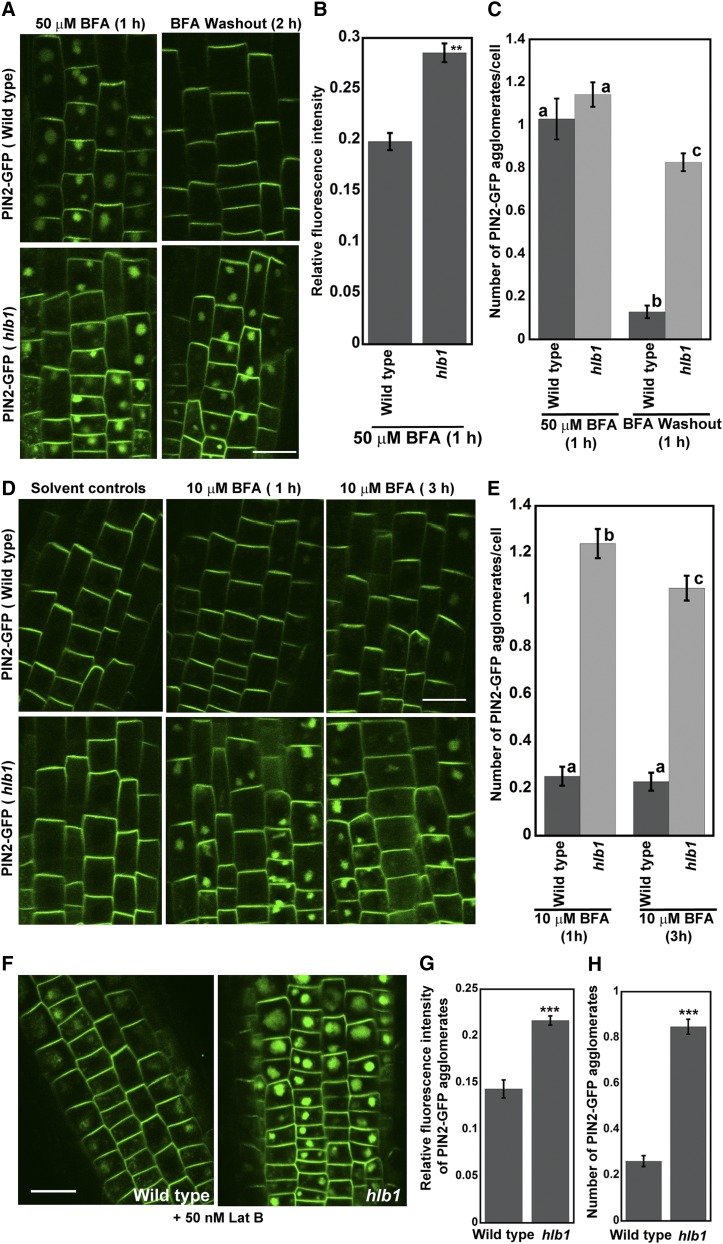 A
50 μM BFA (1 h)
BFA Washout (2 h)
PIN2-GFP ( Wild type)
PIN2-GFP ( hlb1)
B
Relative fluorescence intensity
0.3
0.25
0.2
0.15
0.1
0.05
0
**
Wild type
hlb1
50 μM BFA (1 h)
C
Number of PIN2-GFP agglomerates/cell
1.4
1.2
1
0.8
0.6
0.4
0.2
0
a
a
b
c
Wild type
hlb1
Wild type
hlb1
50 μM BFA
(1 h)
BFA Washout
(1 h)
D
Solvent controls
10 μM BFA ( 1 h)
10 μM BFA ( 3 h)
PIN2-GFP ( Wild type)
PIN2-GFP ( hlb1)
E
Number of PIN2-GFP agglomerates/cell
1.4
1.2
1
0.8
0.6
0.4
0.2
0
a
b
a
c
Wild type
hlb1
Wild type
hlb1
10 μM BFA
(1h)
10 μM BFA
(3h)
F
Wild type
hlb1
+ 50 nM Lat B
G
Relative fluorescence intensity
of PIN2-GFP agglomerates
0.25
0.2
0.15
0.1
0.05
0
***
Wild type
hlb1
H
Number of PIN2-GFP agglomerates
1
0.8
0.6
0.4
0.2
0
***
Wild type
hlb1